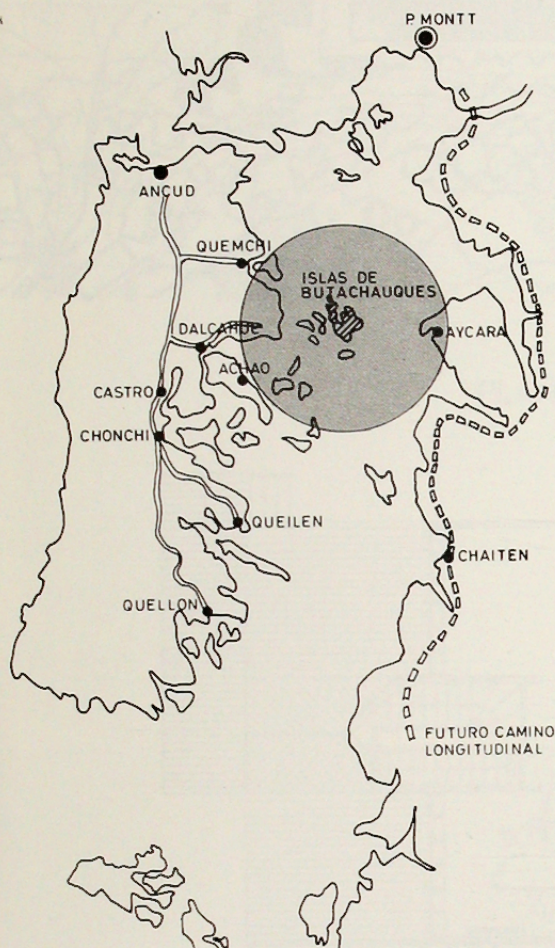 P. MONTT
ANCUD
QUEMCHI
ISLAS DE
BUTACHAUQUES
DALCAHUE
AYCARA
ACHAO
CASTRO
CHONCHI
QUEILEN
CHAITEN
QUELLON
FUTURO CAMINO
LONGITUDINAL